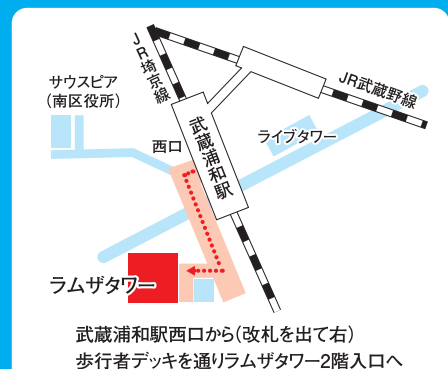 JR埼京線
サウスピア
(南区役所)
JR武蔵野線
西口
武蔵浦和駅
ライブタワー
ラムザタワー
武蔵浦和駅西口から(改札を出て右)
歩行者デッキを通りラムザタワー2階入口へ